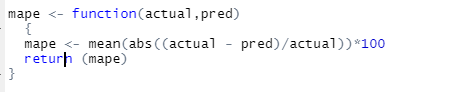 mape <- function(actual,pred)
{
mape <- mean(abs((actual - pred)/actual))*100
return (mape)
}